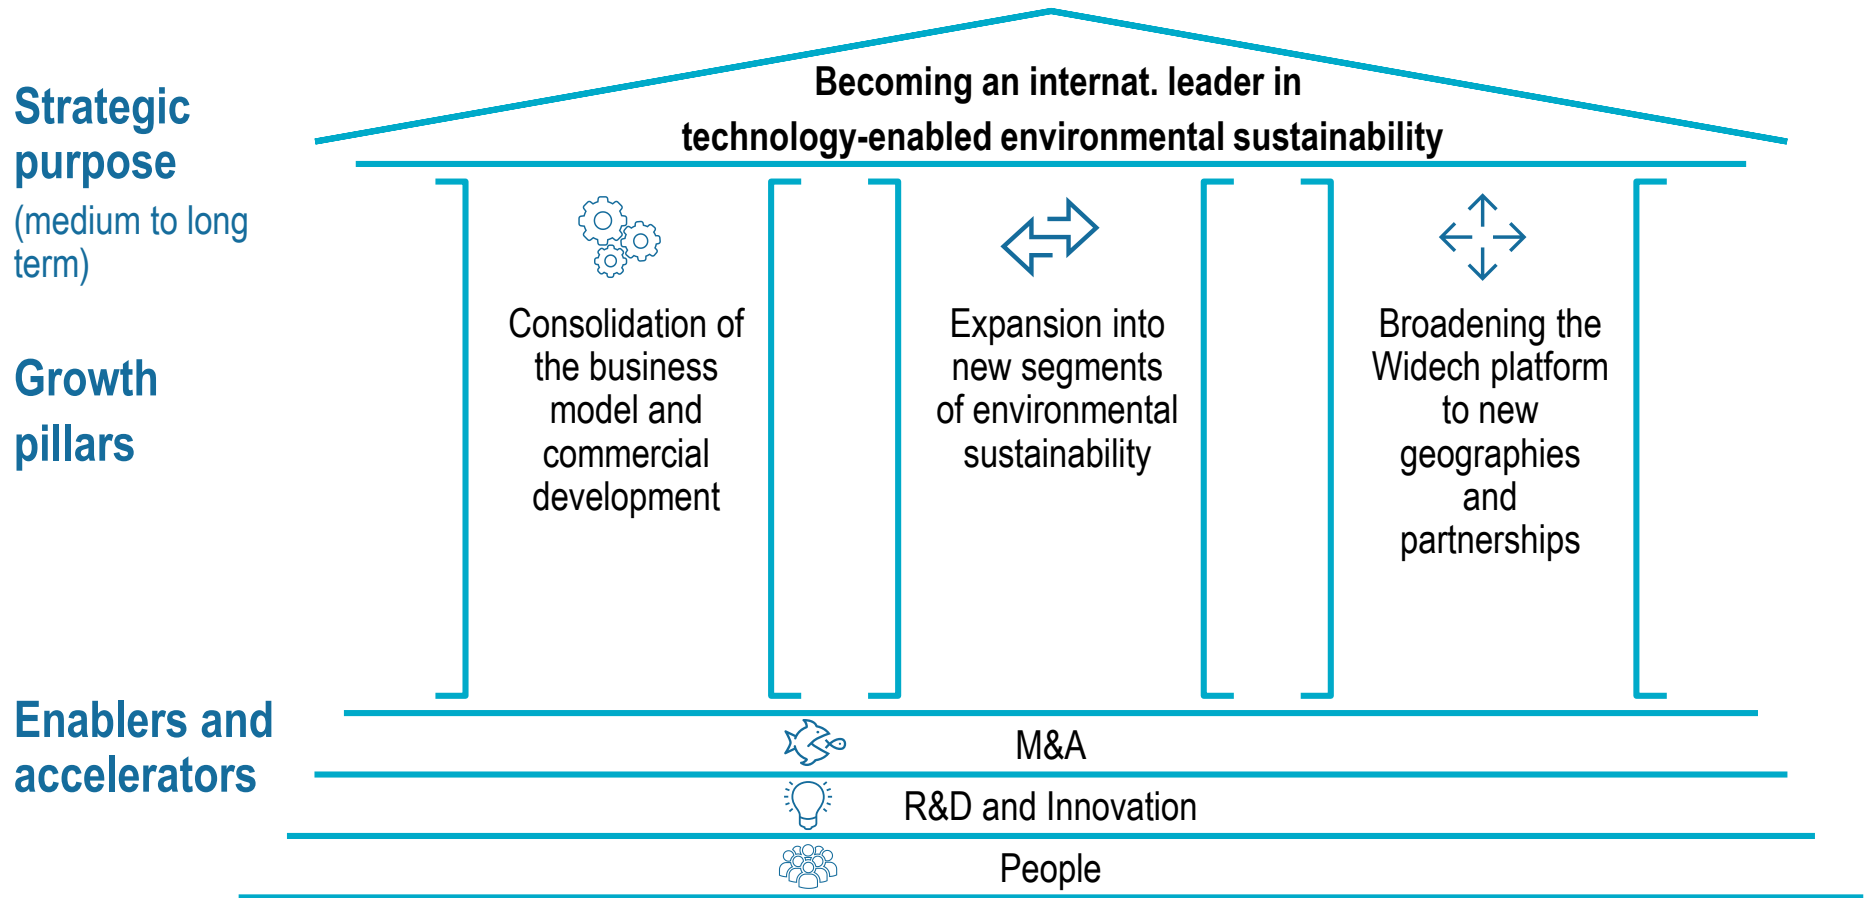 Becoming an internat. leader in
technology-enabled environmental sustainability
Strategic
purpose
(medium to long
term)
Growth
pillars
Consolidation of
the business
model and
commercial
development
Expansion into
new segments
of environmental
sustainability
Broadening the
Widech platform
to new
geographies
and
partnerships
Enablers and
accelerators
M&A
R&D and Innovation
People